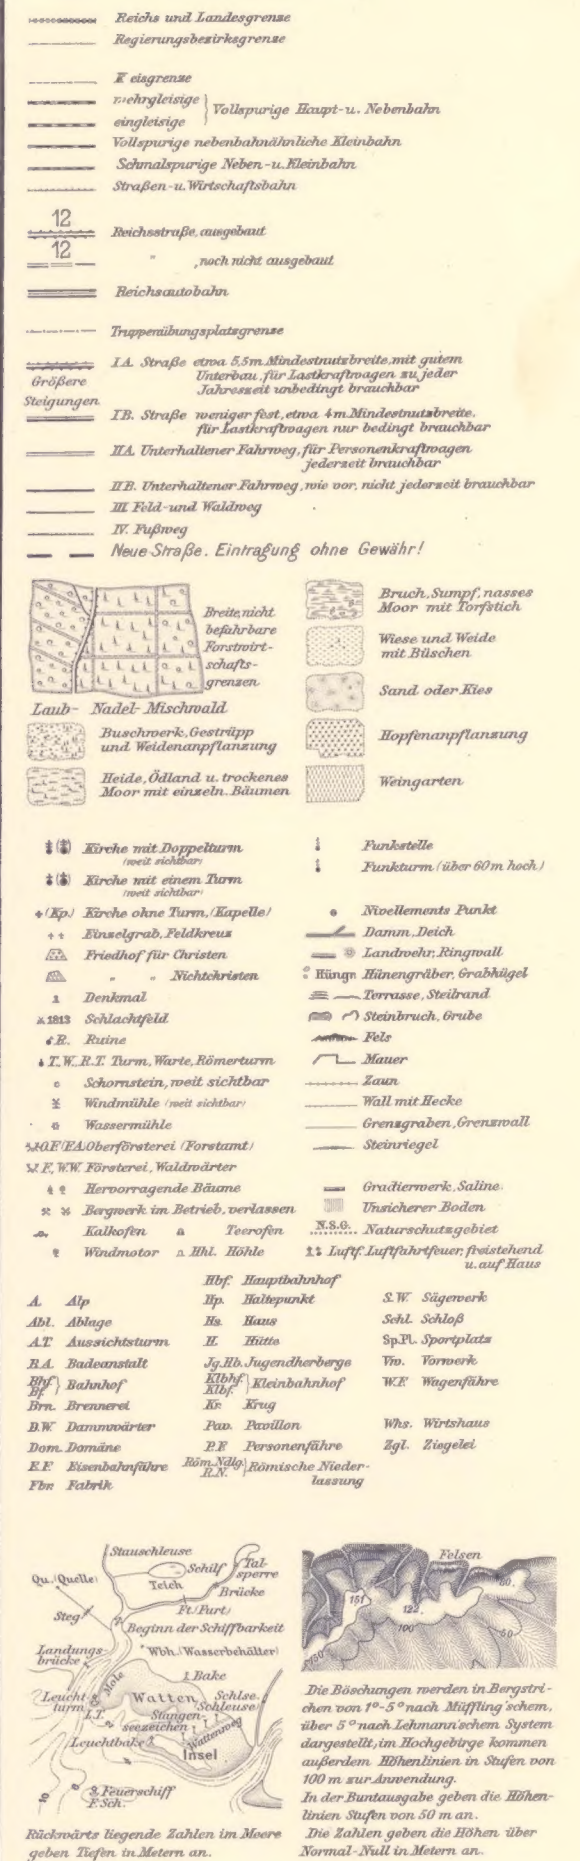 Reichs und Landesgrenze
Regierungsbezirksgrenze
Kreisgrenze
mehrgleisige
eingleisige
Vollspurige Haupt-u. Nebenbahn
Vollspurige nebenbahnähnliche Kleinbahn
Schmalspurige Neben-u. Kleinbahn
Straßen-u. Wirtschaftsbahn
12
Reichsstraße, ausgebaut
12
" , noch nicht ausgebaut
Reichsautobahn
Truppenübungsplatzgrenze
Größere
Steigungen
I A. Straße etwa 5,5m Mindestnutzbreite, mit gutem
Unterbau, für Lastkraftwagen zu jeder
Jahreszeit unbedingt brauchbar
I B. Straße weniger fest, etwa 4m Mindestnutzbreite,
für Lastkraftwagen nur bedingt brauchbar
II A. Unterhaltener Fahrweg, für Personenkraftwagen
jederzeit brauchbar
II B. Unterhaltener Fahrweg, wie vor, nicht jederzeit brauchbar
III. Feld-und Waldweg
IV. Fußweg
Neue Straße. Eintragung ohne Gewähr!
Breite, nicht
befahrbare
Forstwirt-
schafts-
grenzen
Laub- Nadel- Mischwald
Buschwerk, Gestrüpp
und Weidenanpflanzung
Heide, Ödland u. trockenes
Moor mit einzeln. Bäumen
Bruch, Sumpf, nasses
Moor mit Torfstich
Wiese und Weide
mit Büschen
Sand oder Kies
Hopfenanpflanzung
Weingarten
Kirche mit Doppelturm
(weit sichtbar)
Kirche mit einem Turm
(weit sichtbar)
(Kp.) Kirche ohne Turm, (Kapelle)
Einzelgrab, Feldkreuz
Friedhof für Christen
" " Nichtchristen
Denkmal
1813 Schlachtfeld
R. Ruine
T. W. R.T. Turm, Warte, Römerturm
Schornstein, weit sichtbar
Windmühle (weit sichtbar)
Wassermühle
O.F. (F.A.) Oberförsterei (Forstamt)
F., W.W. Försterei, Waldwärter
Hervorragende Bäume
Bergwerk im Betrieb, verlassen
Kalkofen Teerofen
Windmotor Hhl. Höhle
Funkstelle
Funkturm (über 60m hoch)
Nivellements Punkt
Damm, Deich
Landwehr, Ringwall
Hüngr. Hünengräber, Grabhügel
Terrasse, Steilrand
Steinbruch, Grube
Fels
Mauer
Zaun
Wall mit Hecke
Grenzgraben, Grenzwall
Steinriegel
Gradierwerk, Saline
Unsicherer Boden
N.S.G. Naturschutzgebiet
Luftf. Luftfahrtfeuer, freistehend
u. auf Haus
A. Alp
Abl. Ablage
A.T. Aussichtsturm
B.A. Badeanstalt
Bhf.
Bf. Bahnhof
Brn. Brennerei
D.W. Dammwärter
Dom. Domäne
E.F. Eisenbahnfähre
Fbr. Fabrik
Hbf. Hauptbahnhof
Hp. Haltepunkt
Hs. Haus
H. Hütte
Jg.Hb. Jugendherberge
Klbhf.
Klbf. Kleinbahnhof
Kr. Krug
Pav. Pavillon
P.F. Personenfähre
Röm. Ndlg.
R.N. Römische Nieder-
lassung
S.W. Sägewerk
Schl. Schloß
Sp.Pl. Sportplatz
Vw. Vorwerk
W.F. Wagenfähre
Whs. Wirtshaus
Zgl. Ziegelei
Stauschleuse
Qu. (Quelle)
Schilf
Teich
Tal-
sperre
Brücke
Steg
Ft. (Furt)
Beginn der Schiffbarkeit
Landungs-
brücke
Wbh. (Wasserbehälter)
Mole
1. Bake
Leucht-
turm
L.T.
Watten
Schlse.
(Schleuse)
Stangen-
seezeichen
Leuchtbake
Wattenweg
Insel
2
4
6
10
Feuerschiff
F. Sch.
Rückwärts liegende Zahlen im Meere
geben Tiefen in Metern an.
Felsen
151
122
100
80
50
150
Die Böschungen werden in Bergstri-
chen von 1°-5° nach Müffling'schem,
über 5° nach Lehmann'schem System
dargestellt, im Hochgebirge kommen
außerdem Höhenlinien in Stufen von
100 m zur Anwendung.
In der Buntausgabe geben die Höhen-
linien Stufen von 50 m an.
Die Zahlen geben die Höhen über
Normal-Null in Metern an.